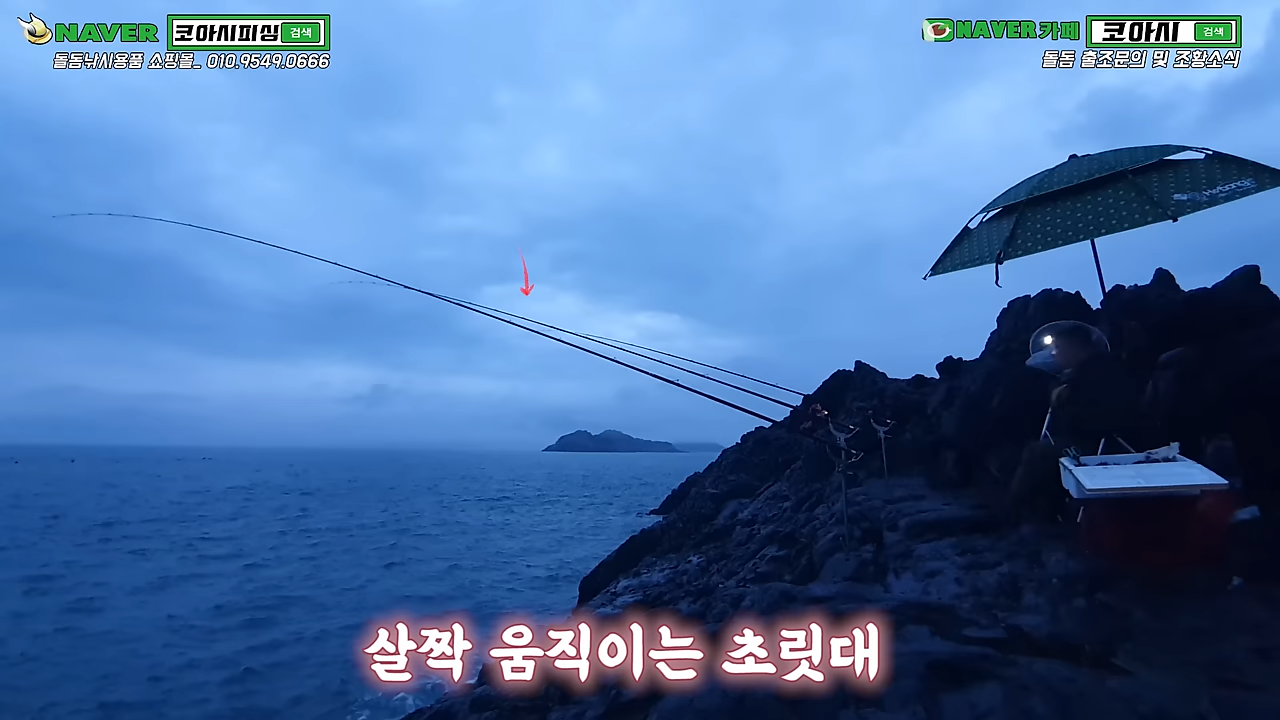 NAVER 코아시피싱 검색
돌돔낚시용품 쇼핑몰_ 010.9549.0666
NAVER 카페 코아시 검색
돌돔 출조문의 및 조황소식
살짝 움직이는 초릿대